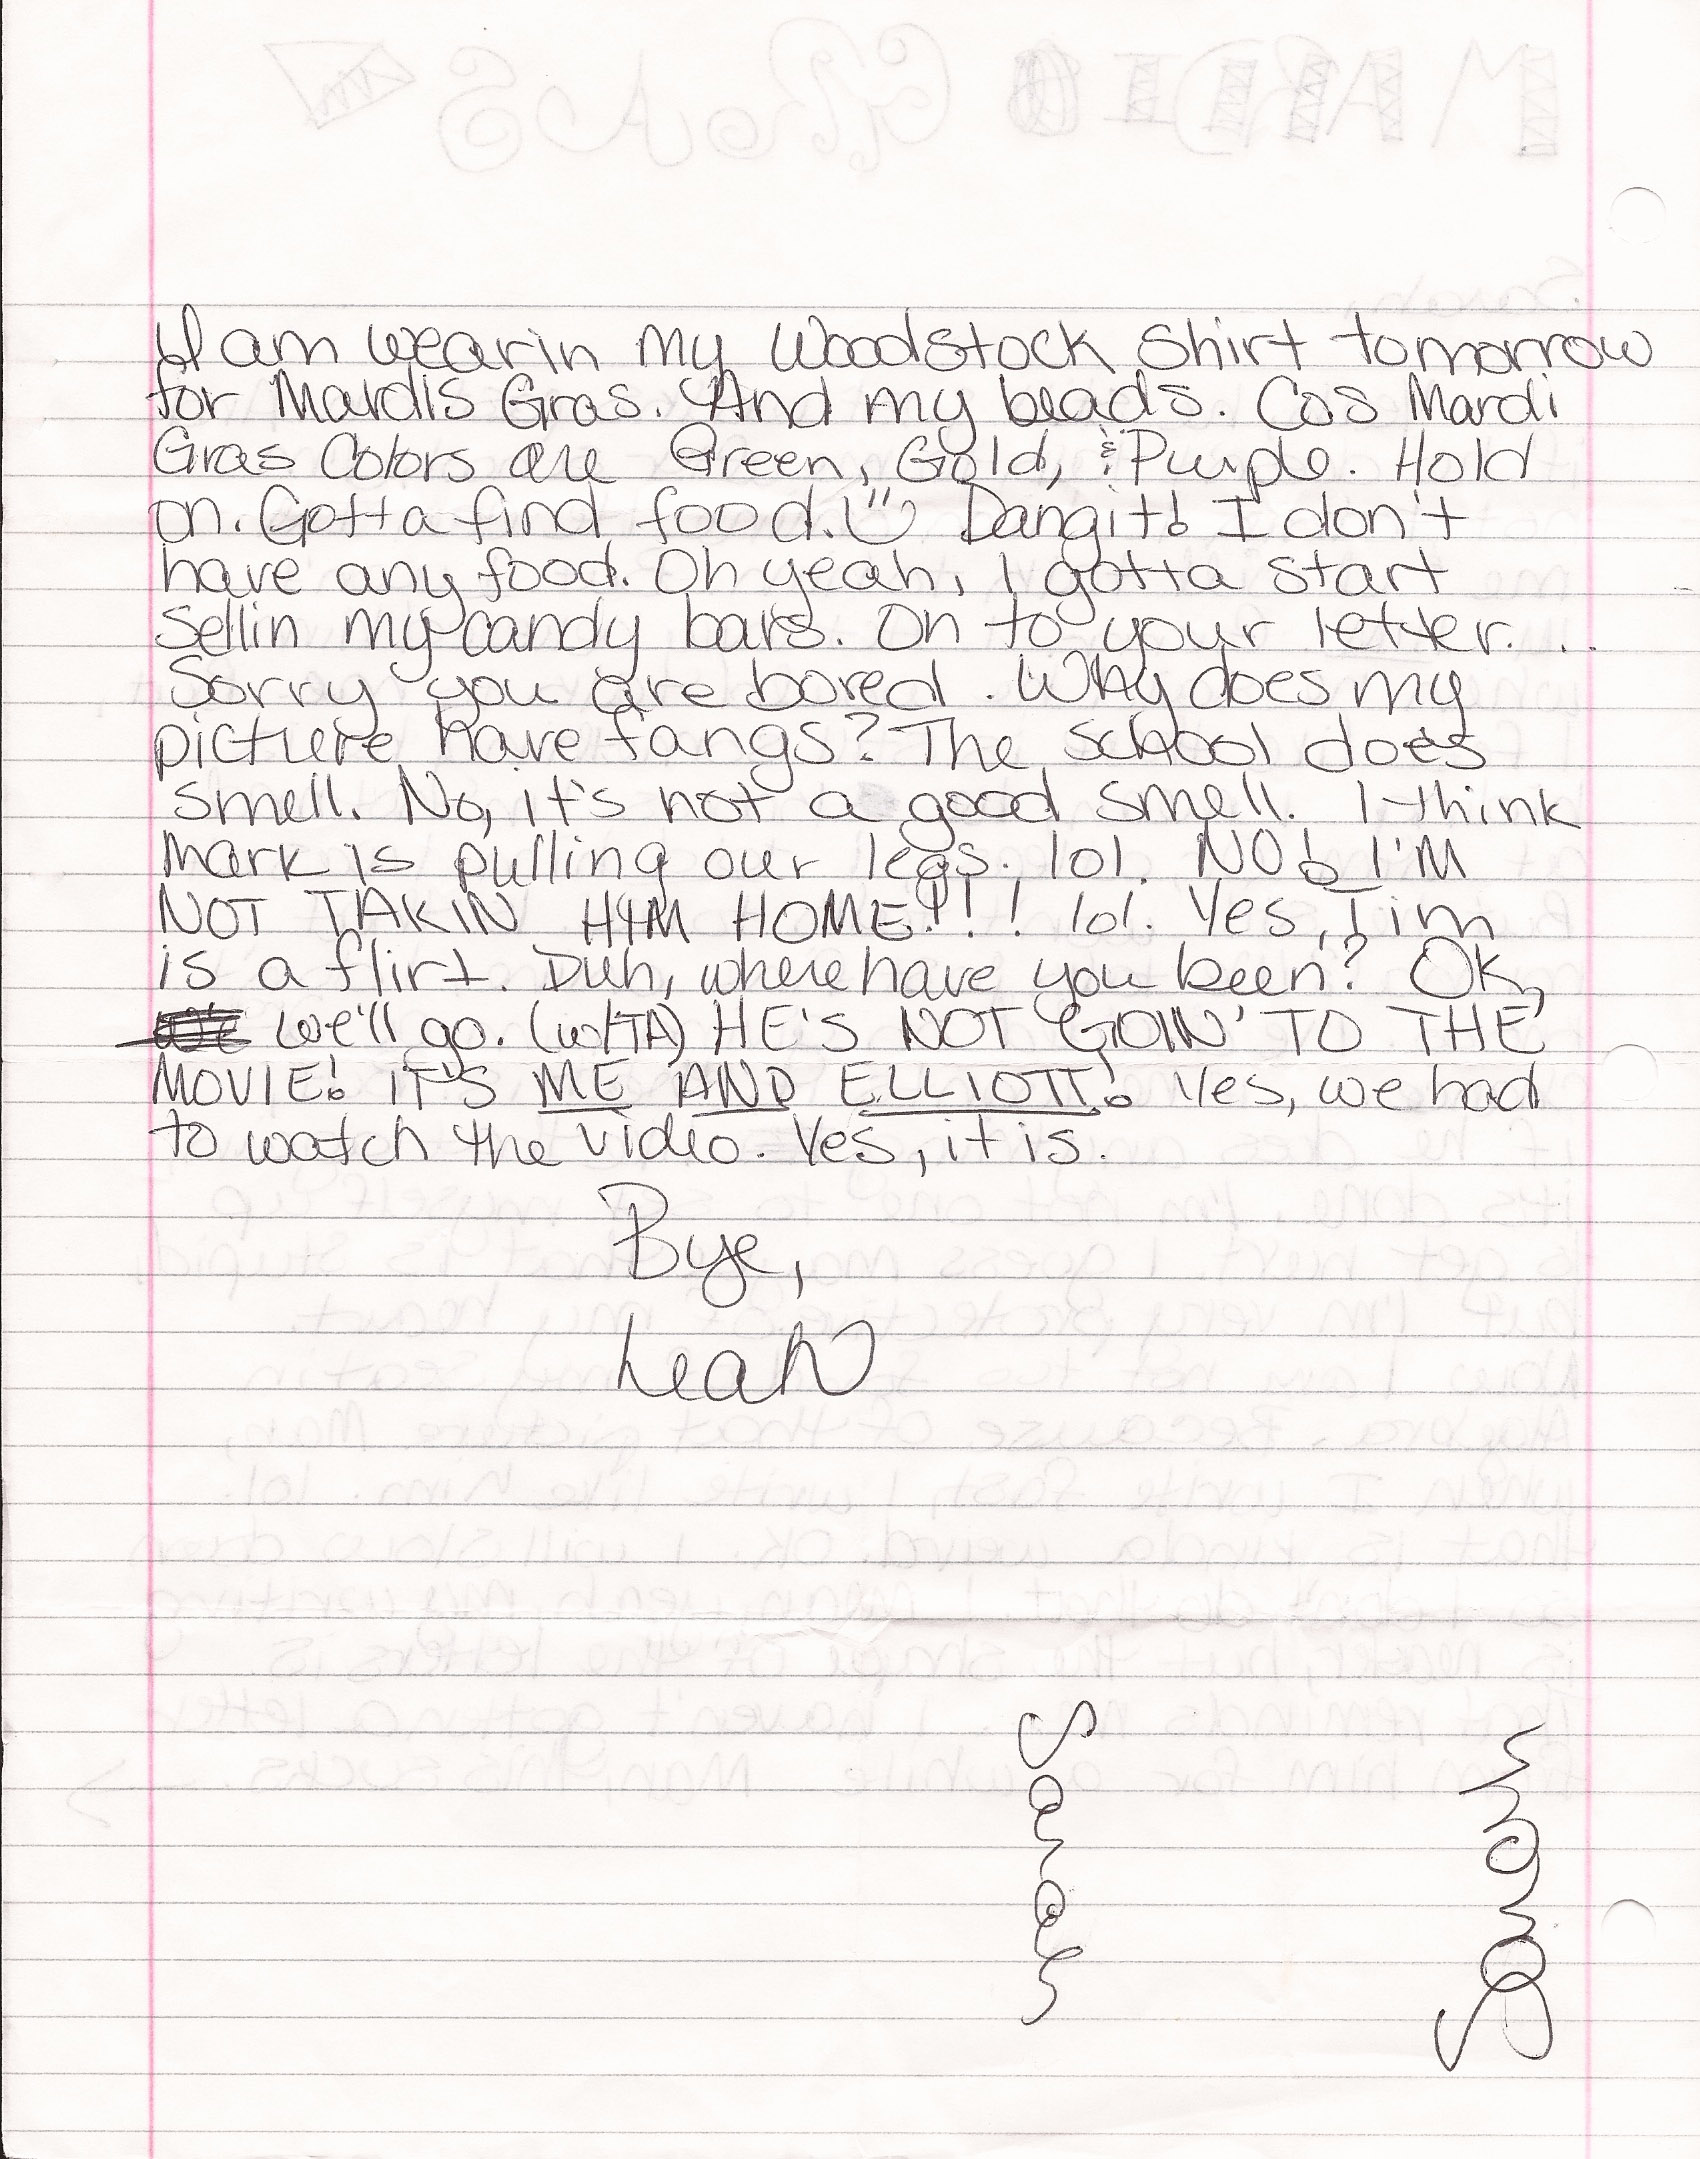 I am wearin my Woodstock shirt tomorrow
for Mardis Gras. And my beads. Cos Mardi
Gras Colors are Green, Gold, & Purple. Hold
on. Gotta find food. Dangit! I don't
have any food. Oh yeah, I gotta start
sellin my candy bars. On to your letter...
Sorry you are bored. Why does my
picture have fangs? The school does
smell. No, it's not a good smell. I think
Mark is pulling our legs. lol. NO! I'M
NOT TAKIN HIM HOME!!! lol. Yes, Tim
is a flirt. Duh, where have you been? Ok,
we'll go. (w/TA) HE'S NOT GOIN' TO THE
MOVIE! IT'S ME AND ELLIOTT! Yes, we had
to watch the video. Yes, it is.
Bye,
Leah
Sarah
Sarah